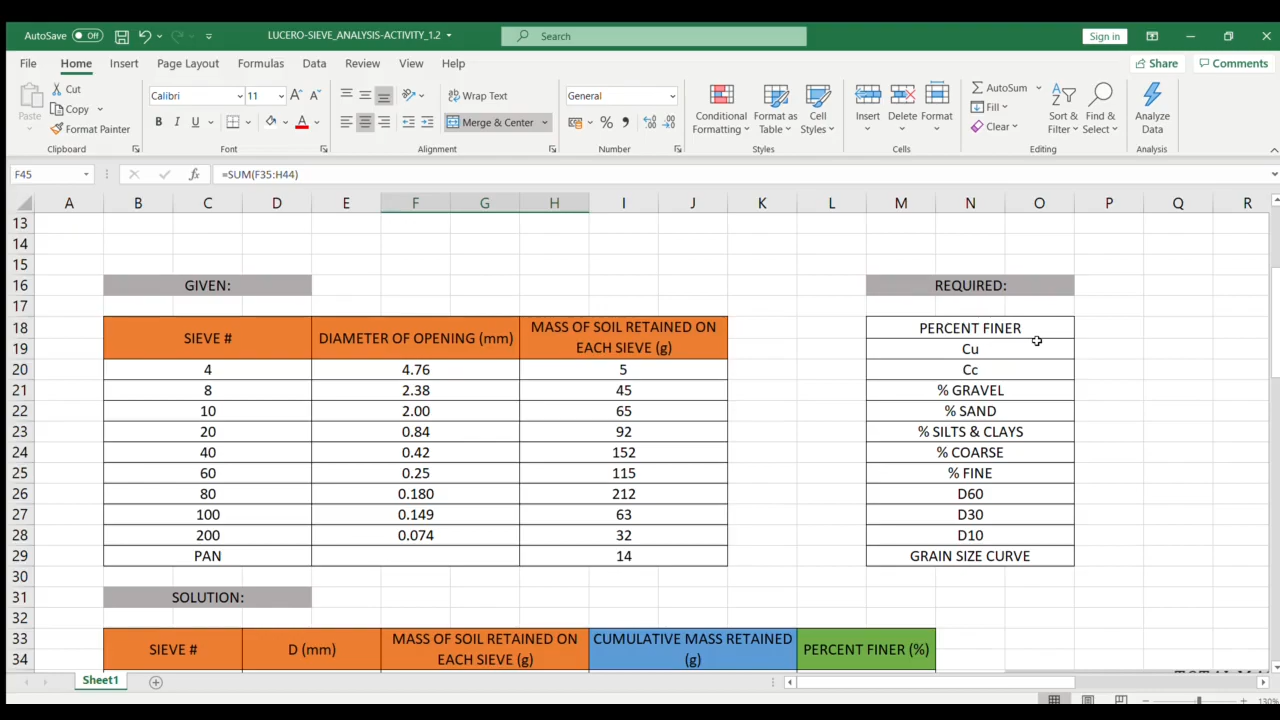 AutoSave Off LUCERO-SIEVE_ANALYSIS-ACTIVITY_1.2 Search Sign in
File Home Insert Page Layout Formulas Data Review View Help Share Comments
Paste Cut Copy Format Painter Clipboard
Calibri 11 B I U A Font
Wrap Text Merge & Center Alignment
General % Number
Conditional Formatting Format as Table Cell Styles Styles
Insert Delete Format Cells
AutoSum Fill Clear Sort & Filter Find & Select Editing
Analyze Data Analysis
F45 fx =SUM(F35:H44)
A B C D E F G H I J K L M N O P Q R
13
14
15
16 GIVEN: REQUIRED:
17
18 SIEVE # DIAMETER OF OPENING (mm) MASS OF SOIL RETAINED ON PERCENT FINER
19 EACH SIEVE (g) Cu
20 4 4.76 5 Cc
21 8 2.38 45 % GRAVEL
22 10 2.00 65 % SAND
23 20 0.84 92 % SILTS & CLAYS
24 40 0.42 152 % COARSE
25 60 0.25 115 % FINE
26 80 0.180 212 D60
27 100 0.149 63 D30
28 200 0.074 32 D10
29 PAN 14 GRAIN SIZE CURVE
30
31 SOLUTION:
32
33 SIEVE # D (mm) MASS OF SOIL RETAINED ON CUMULATIVE MASS RETAINED PERCENT FINER (%)
34 EACH SIEVE (g) (g)
Sheet1
130%